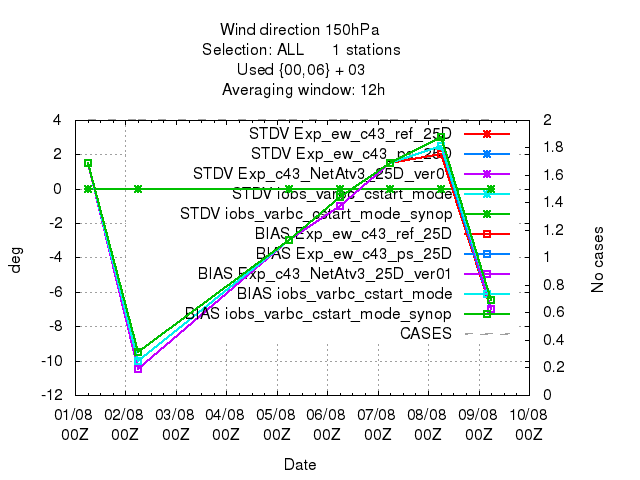 Wind direction 150hPa
Selection: ALL 1 stations
Used {00,06} + 03
Averaging window: 12h
4
2
0
-2
-4
-6
-8
-10
-12
deg
2
1.8
1.6
1.4
1.2
1
0.8
0.6
0.4
0.2
0
No cases
STDV Exp_ew_c43_ref_25D
STDV Exp_ew_c43_ps_25D
STDV Exp_c43_NetAtv3_25D_ver01
STDV iobs_varbc_cstart_mode
STDV iobs_varbc_cstart_mode_synop
BIAS Exp_ew_c43_ref_25D
BIAS Exp_ew_c43_ps_25D
BIAS Exp_c43_NetAtv3_25D_ver01
BIAS iobs_varbc_cstart_mode
BIAS iobs_varbc_cstart_mode_synop
CASES
01/08 02/08 03/08 04/08 05/08 06/08 07/08 08/08 09/08 10/08
00Z 00Z 00Z 00Z 00Z 00Z 00Z 00Z 00Z 00Z
Date